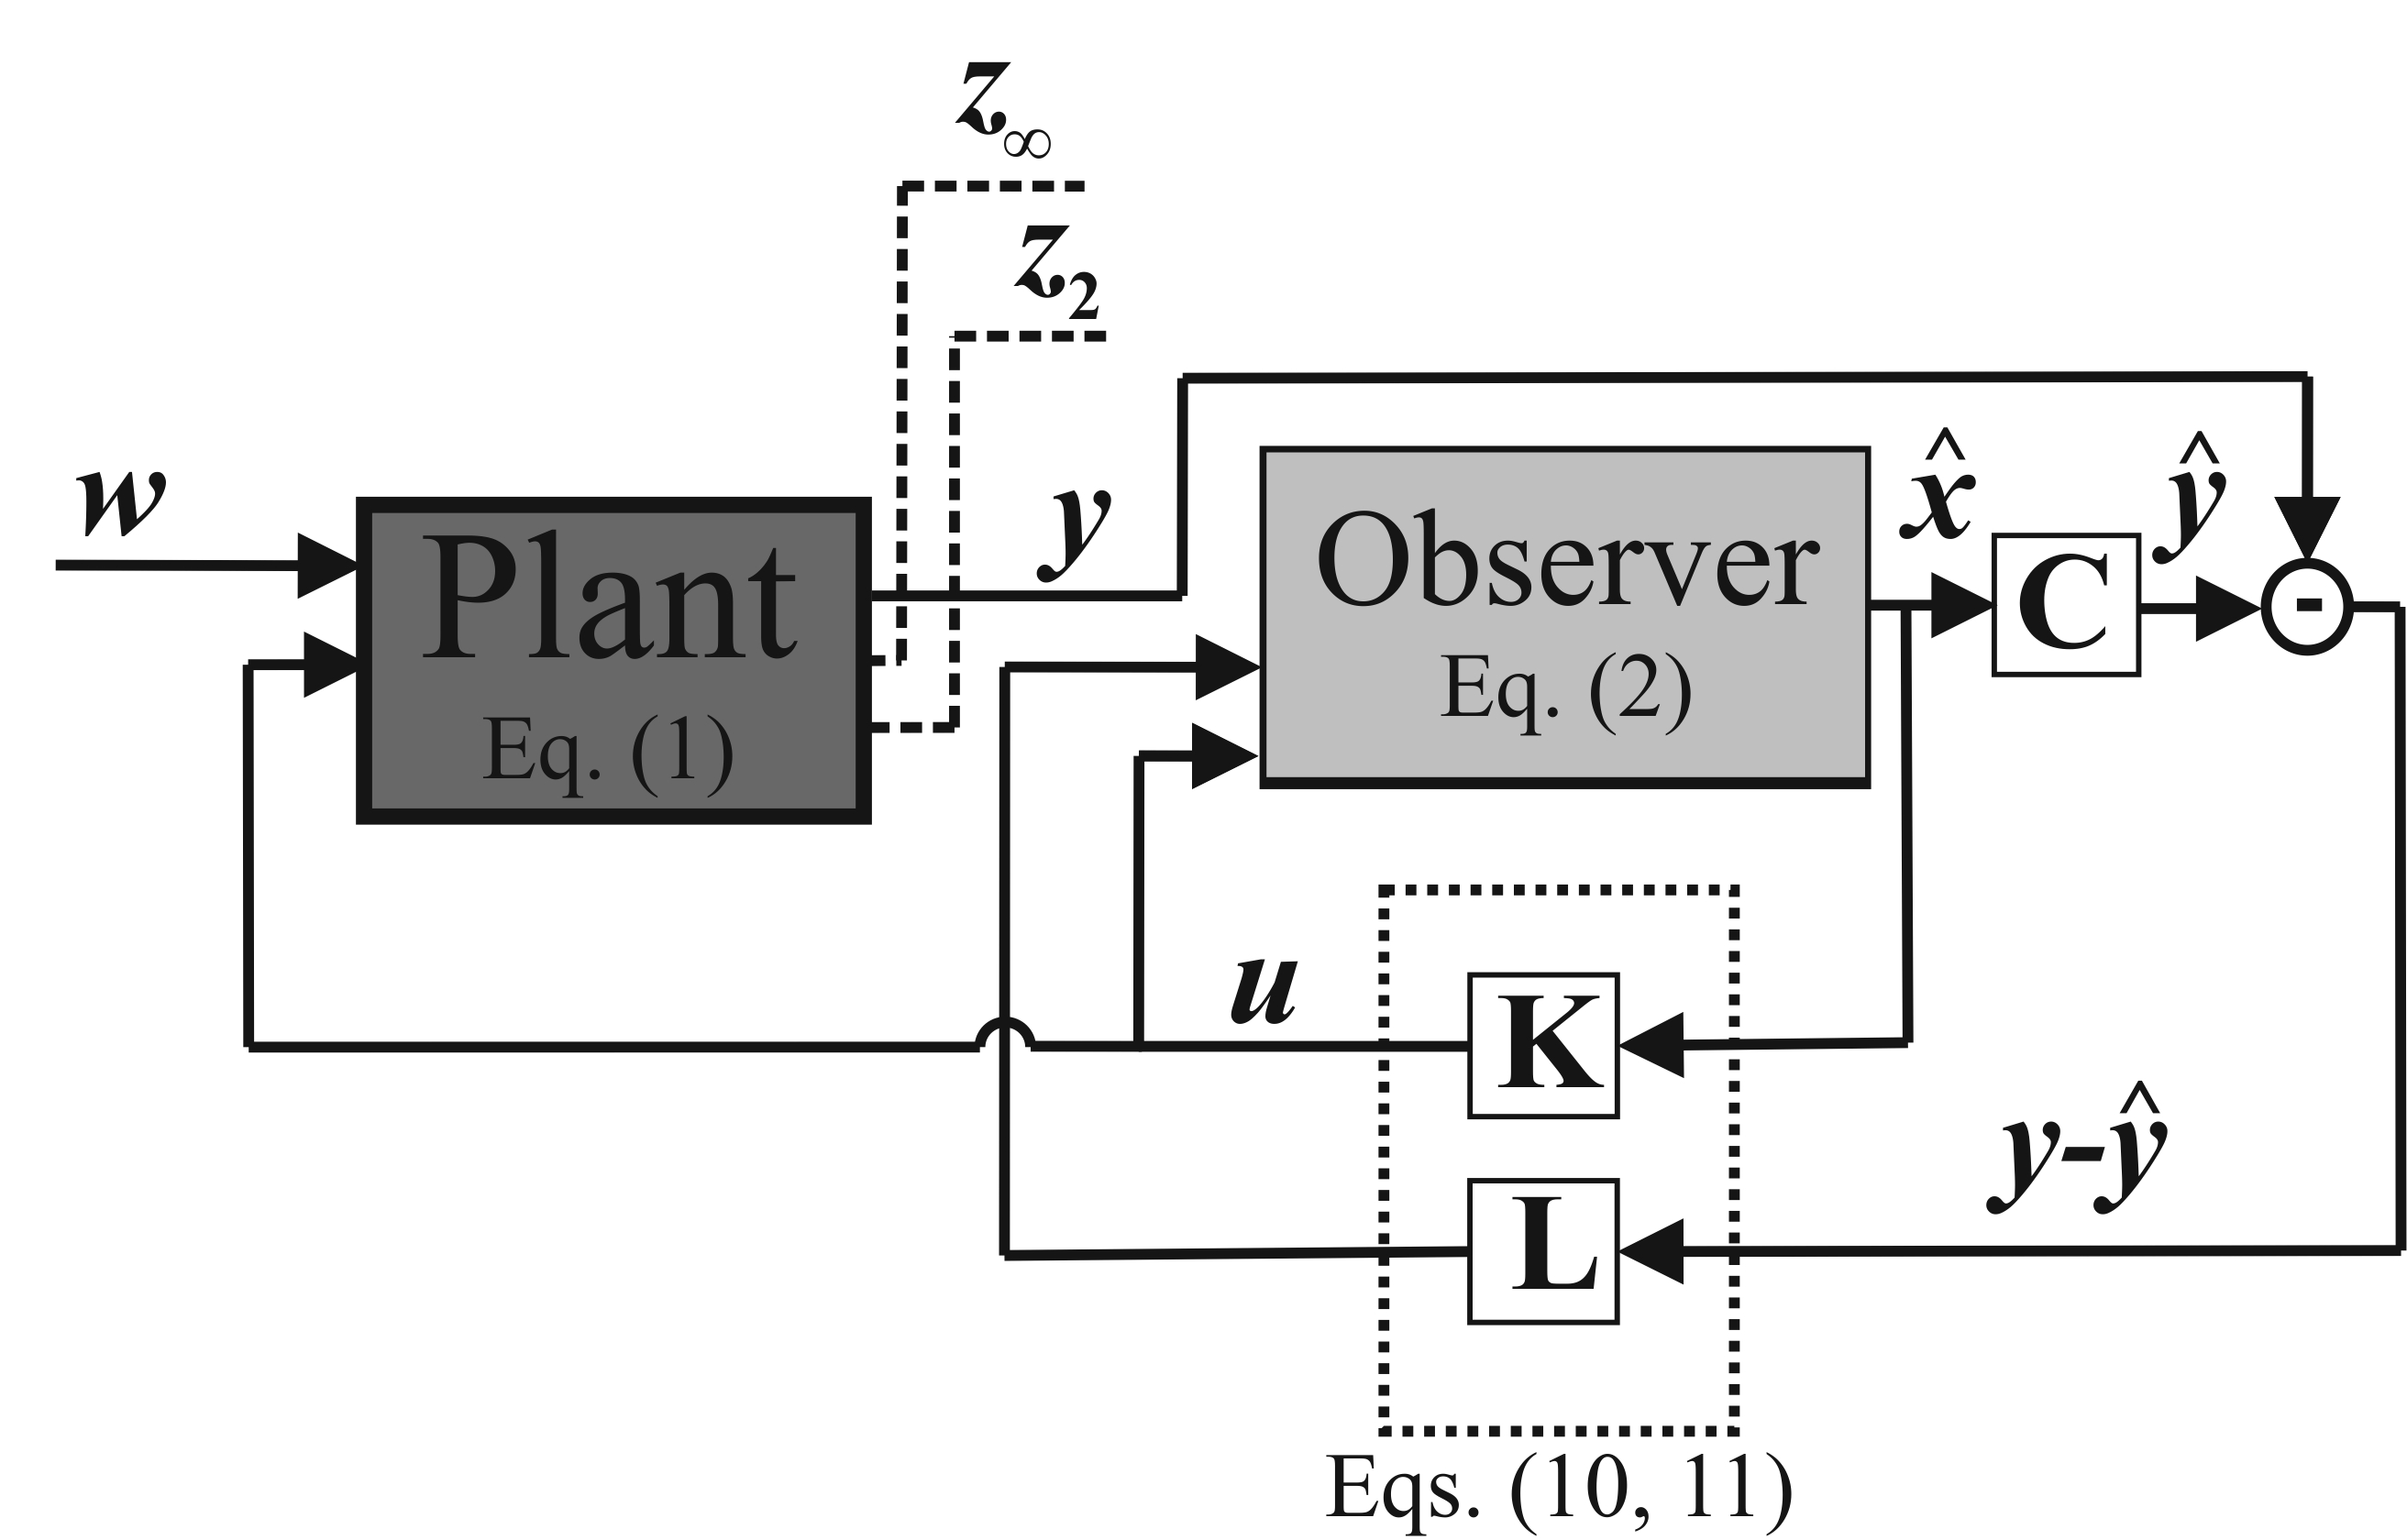 z∞
z2
w
y
x̂
ŷ
Plant
Eq. (1)
Observer
Eq. (2)
C
-
u
K
y-ŷ
L
Eqs. (10, 11)